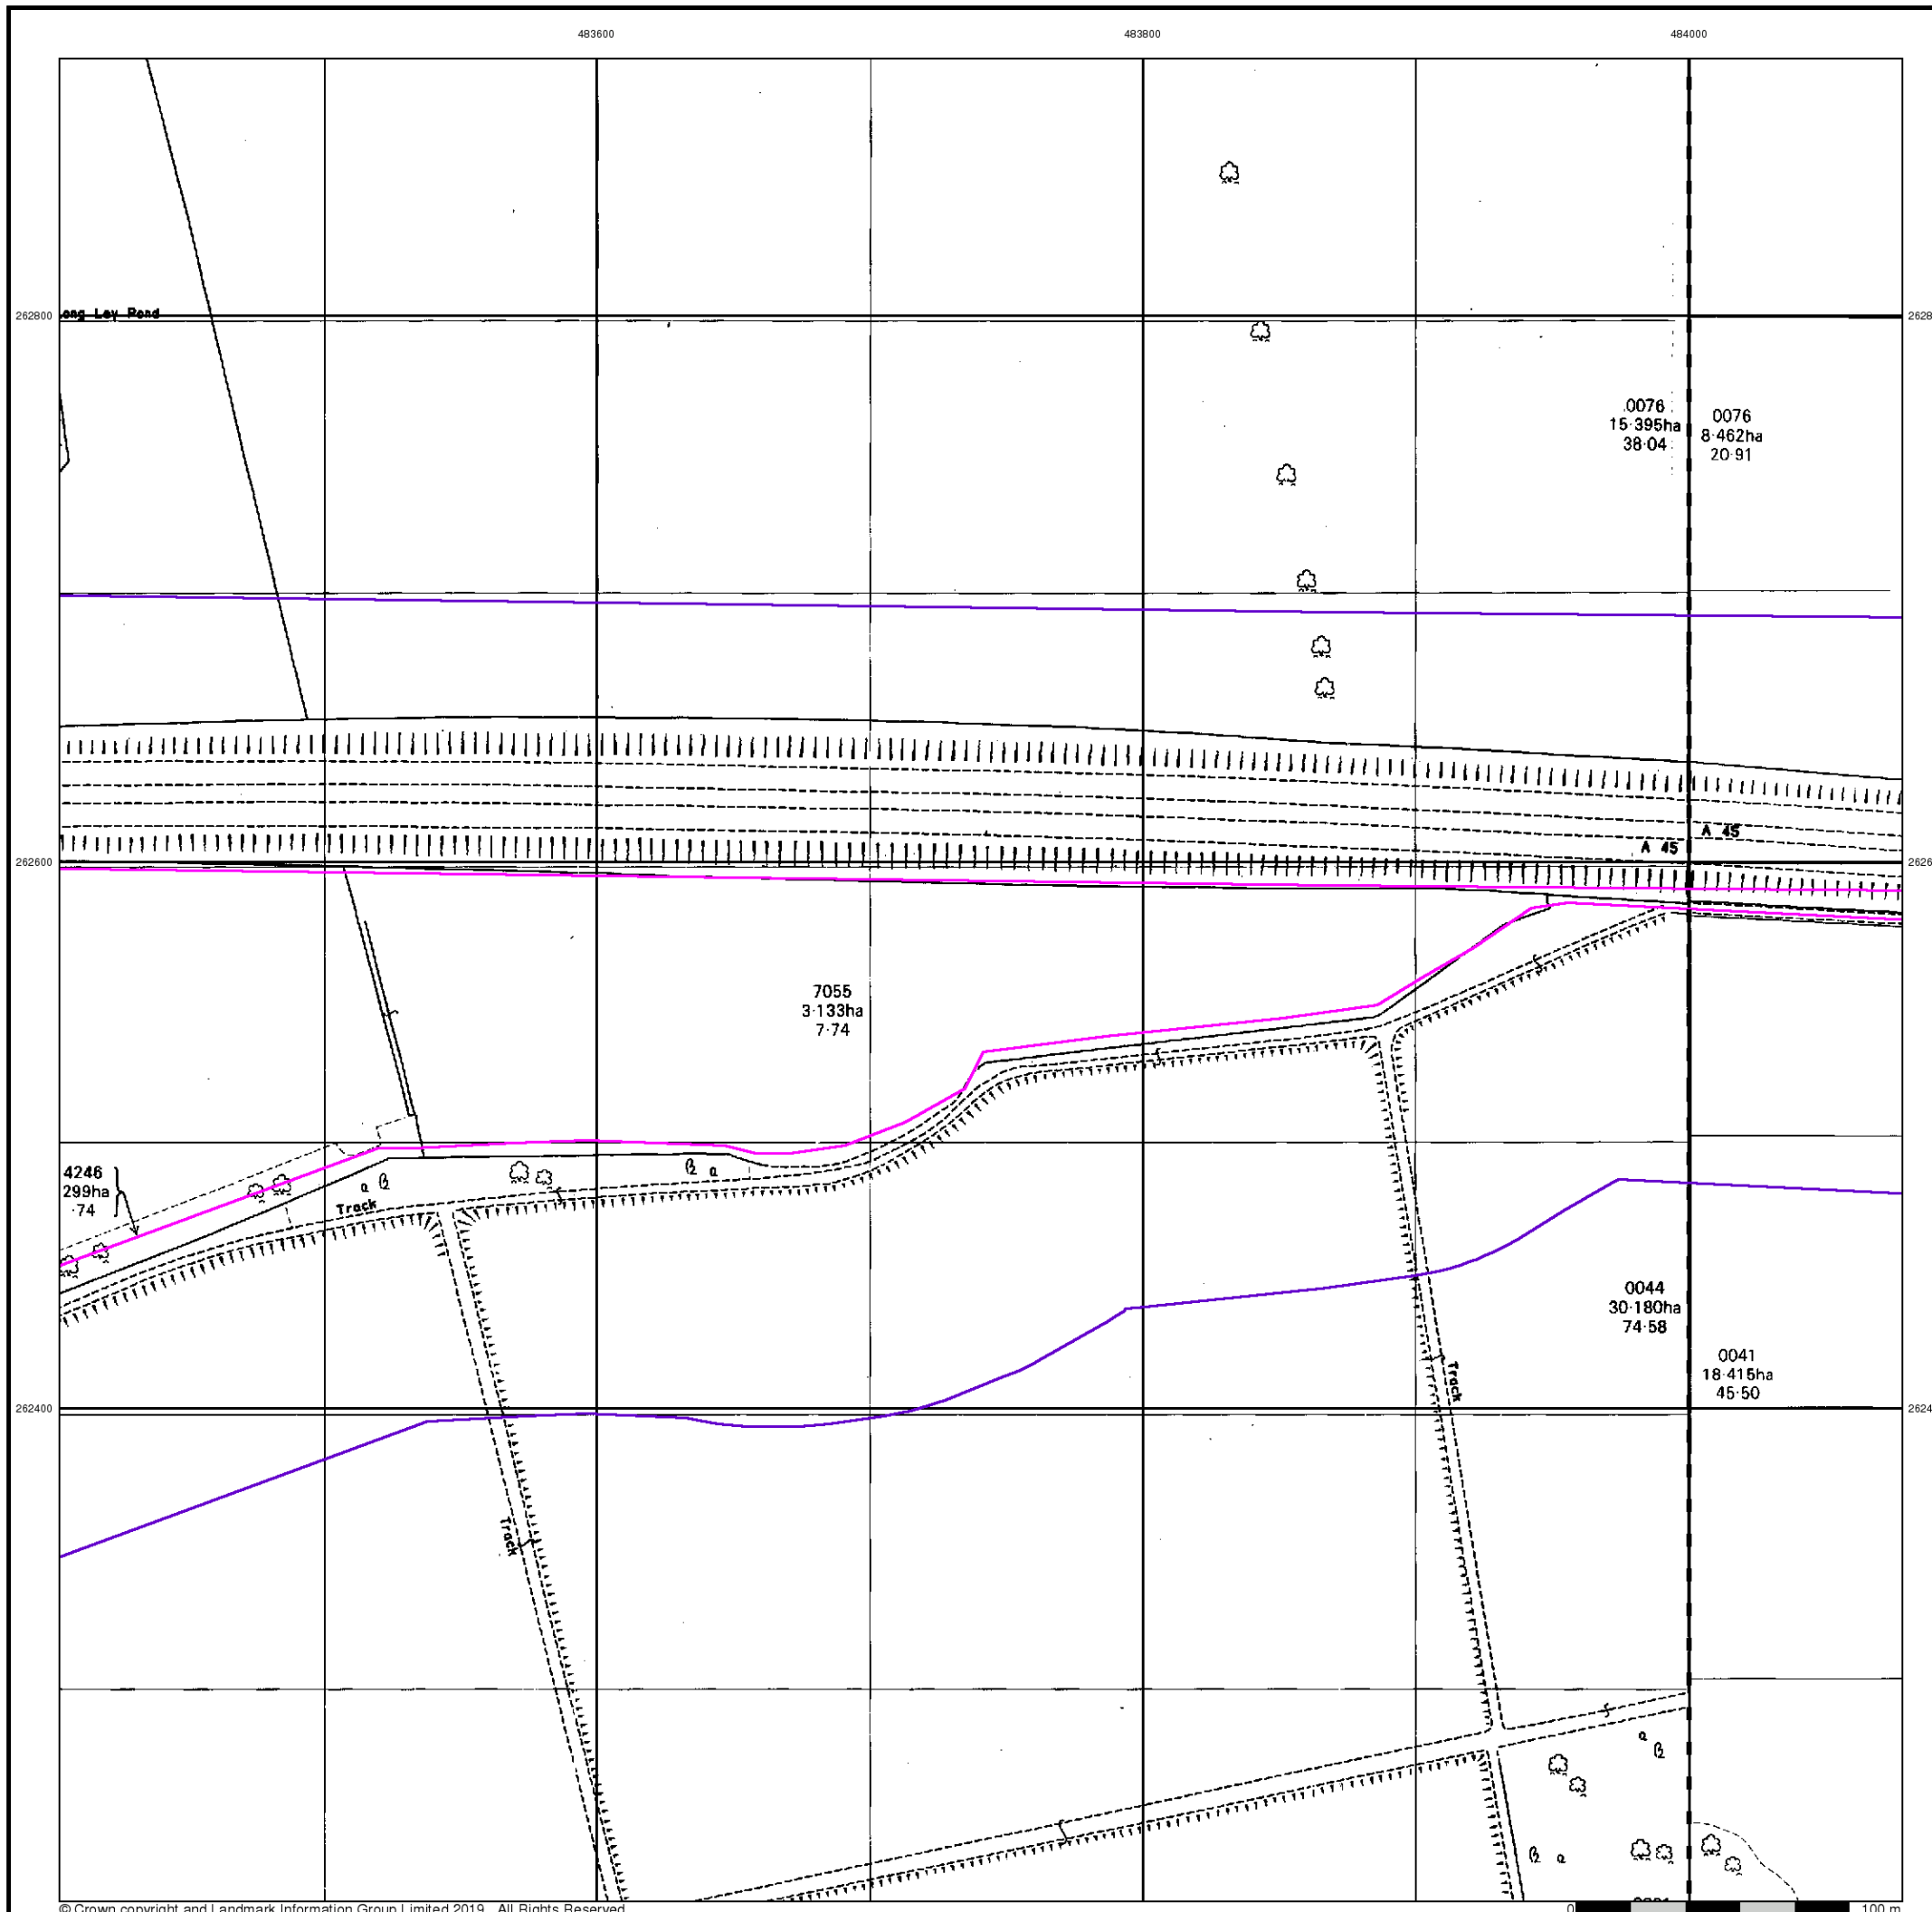 483600
483800
484000
262800
ong Ley Pond
.0076
15·395ha
38·04
0076
8·462ha
20·91
A 45
A 45
262600
7055
3·133ha
7·74
4246
299ha
·74
Track
0044
30·180ha
74·58
0041
18·415ha
45·50
Track
262400
Track
© Crown copyright and Landmark Information Group Limited 2019. All Rights Reserved.
0
100 m